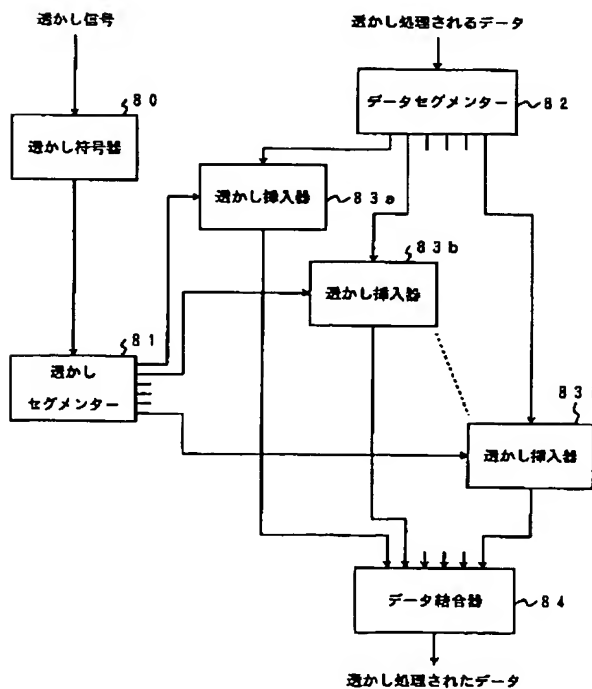 透かし信号
透かし処理されるデータ
80
透かし符号器
データセグメンター
82
透かし挿入器
83a
83b
透かし挿入器
81
透かし
セグメンター
83
透かし挿入器
データ結合器
84
透かし処理されたデータ